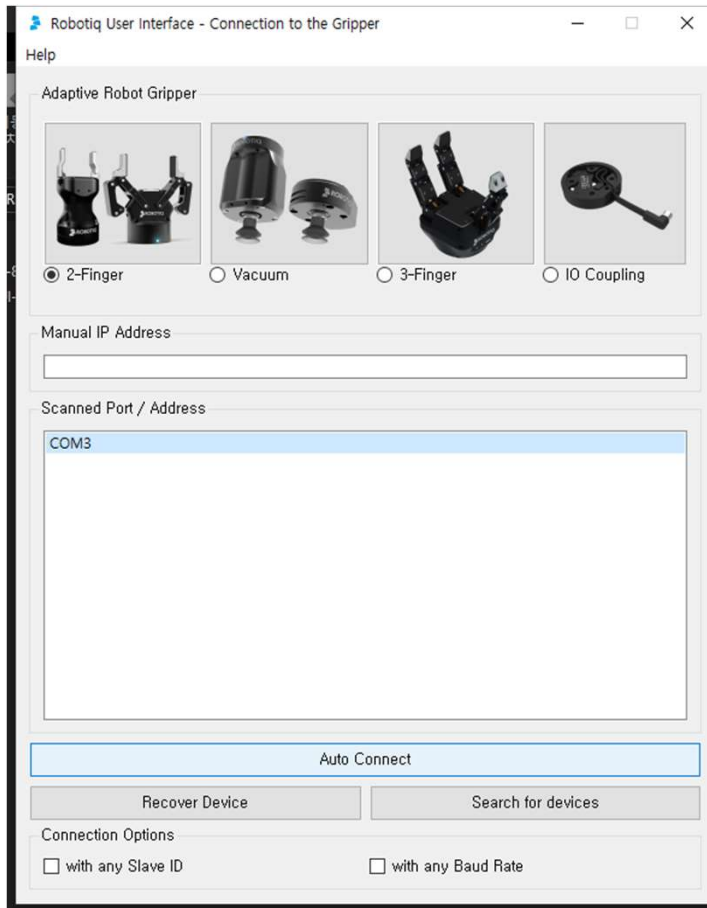 Robotiq User Interface - Connection to the Gripper
Help
Adaptive Robot Gripper
ROBOTIQ
2-Finger
Vacuum
3-Finger
IO Coupling
Manual IP Address
Scanned Port / Address
COM3
Auto Connect
Recover Device
Search for devices
Connection Options
with any Slave ID
with any Baud Rate